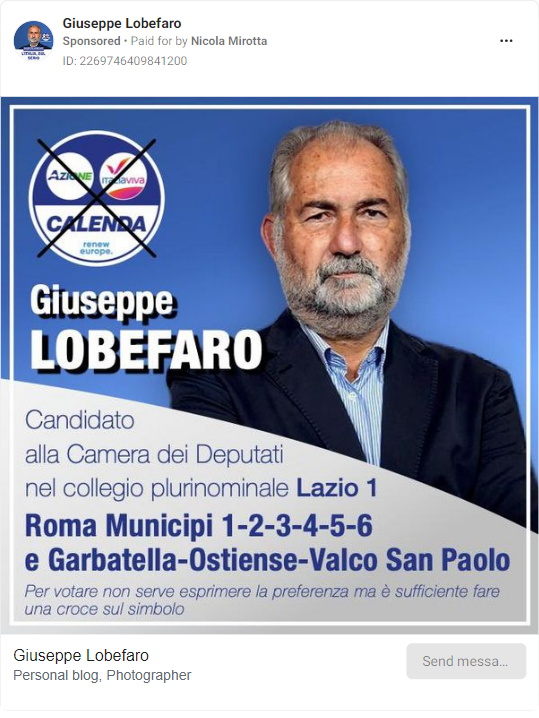 Giuseppe Lobefaro
Sponsored • Paid for by Nicola Mirotta
ID: 2269746409841200
AZIONE
ITALIAVIVA
CALENDA
renew
europe.
Giuseppe
LOBEFARO
Candidato
alla Camera dei Deputati
nel collegio plurinominale Lazio 1
Roma Municipi 1-2-3-4-5-6
e Garbatella-Ostiense-Valco San Paolo
Per votare non serve esprimere la preferenza ma è sufficiente fare
una croce sul simbolo
Giuseppe Lobefaro
Personal blog, Photographer
Send messa...